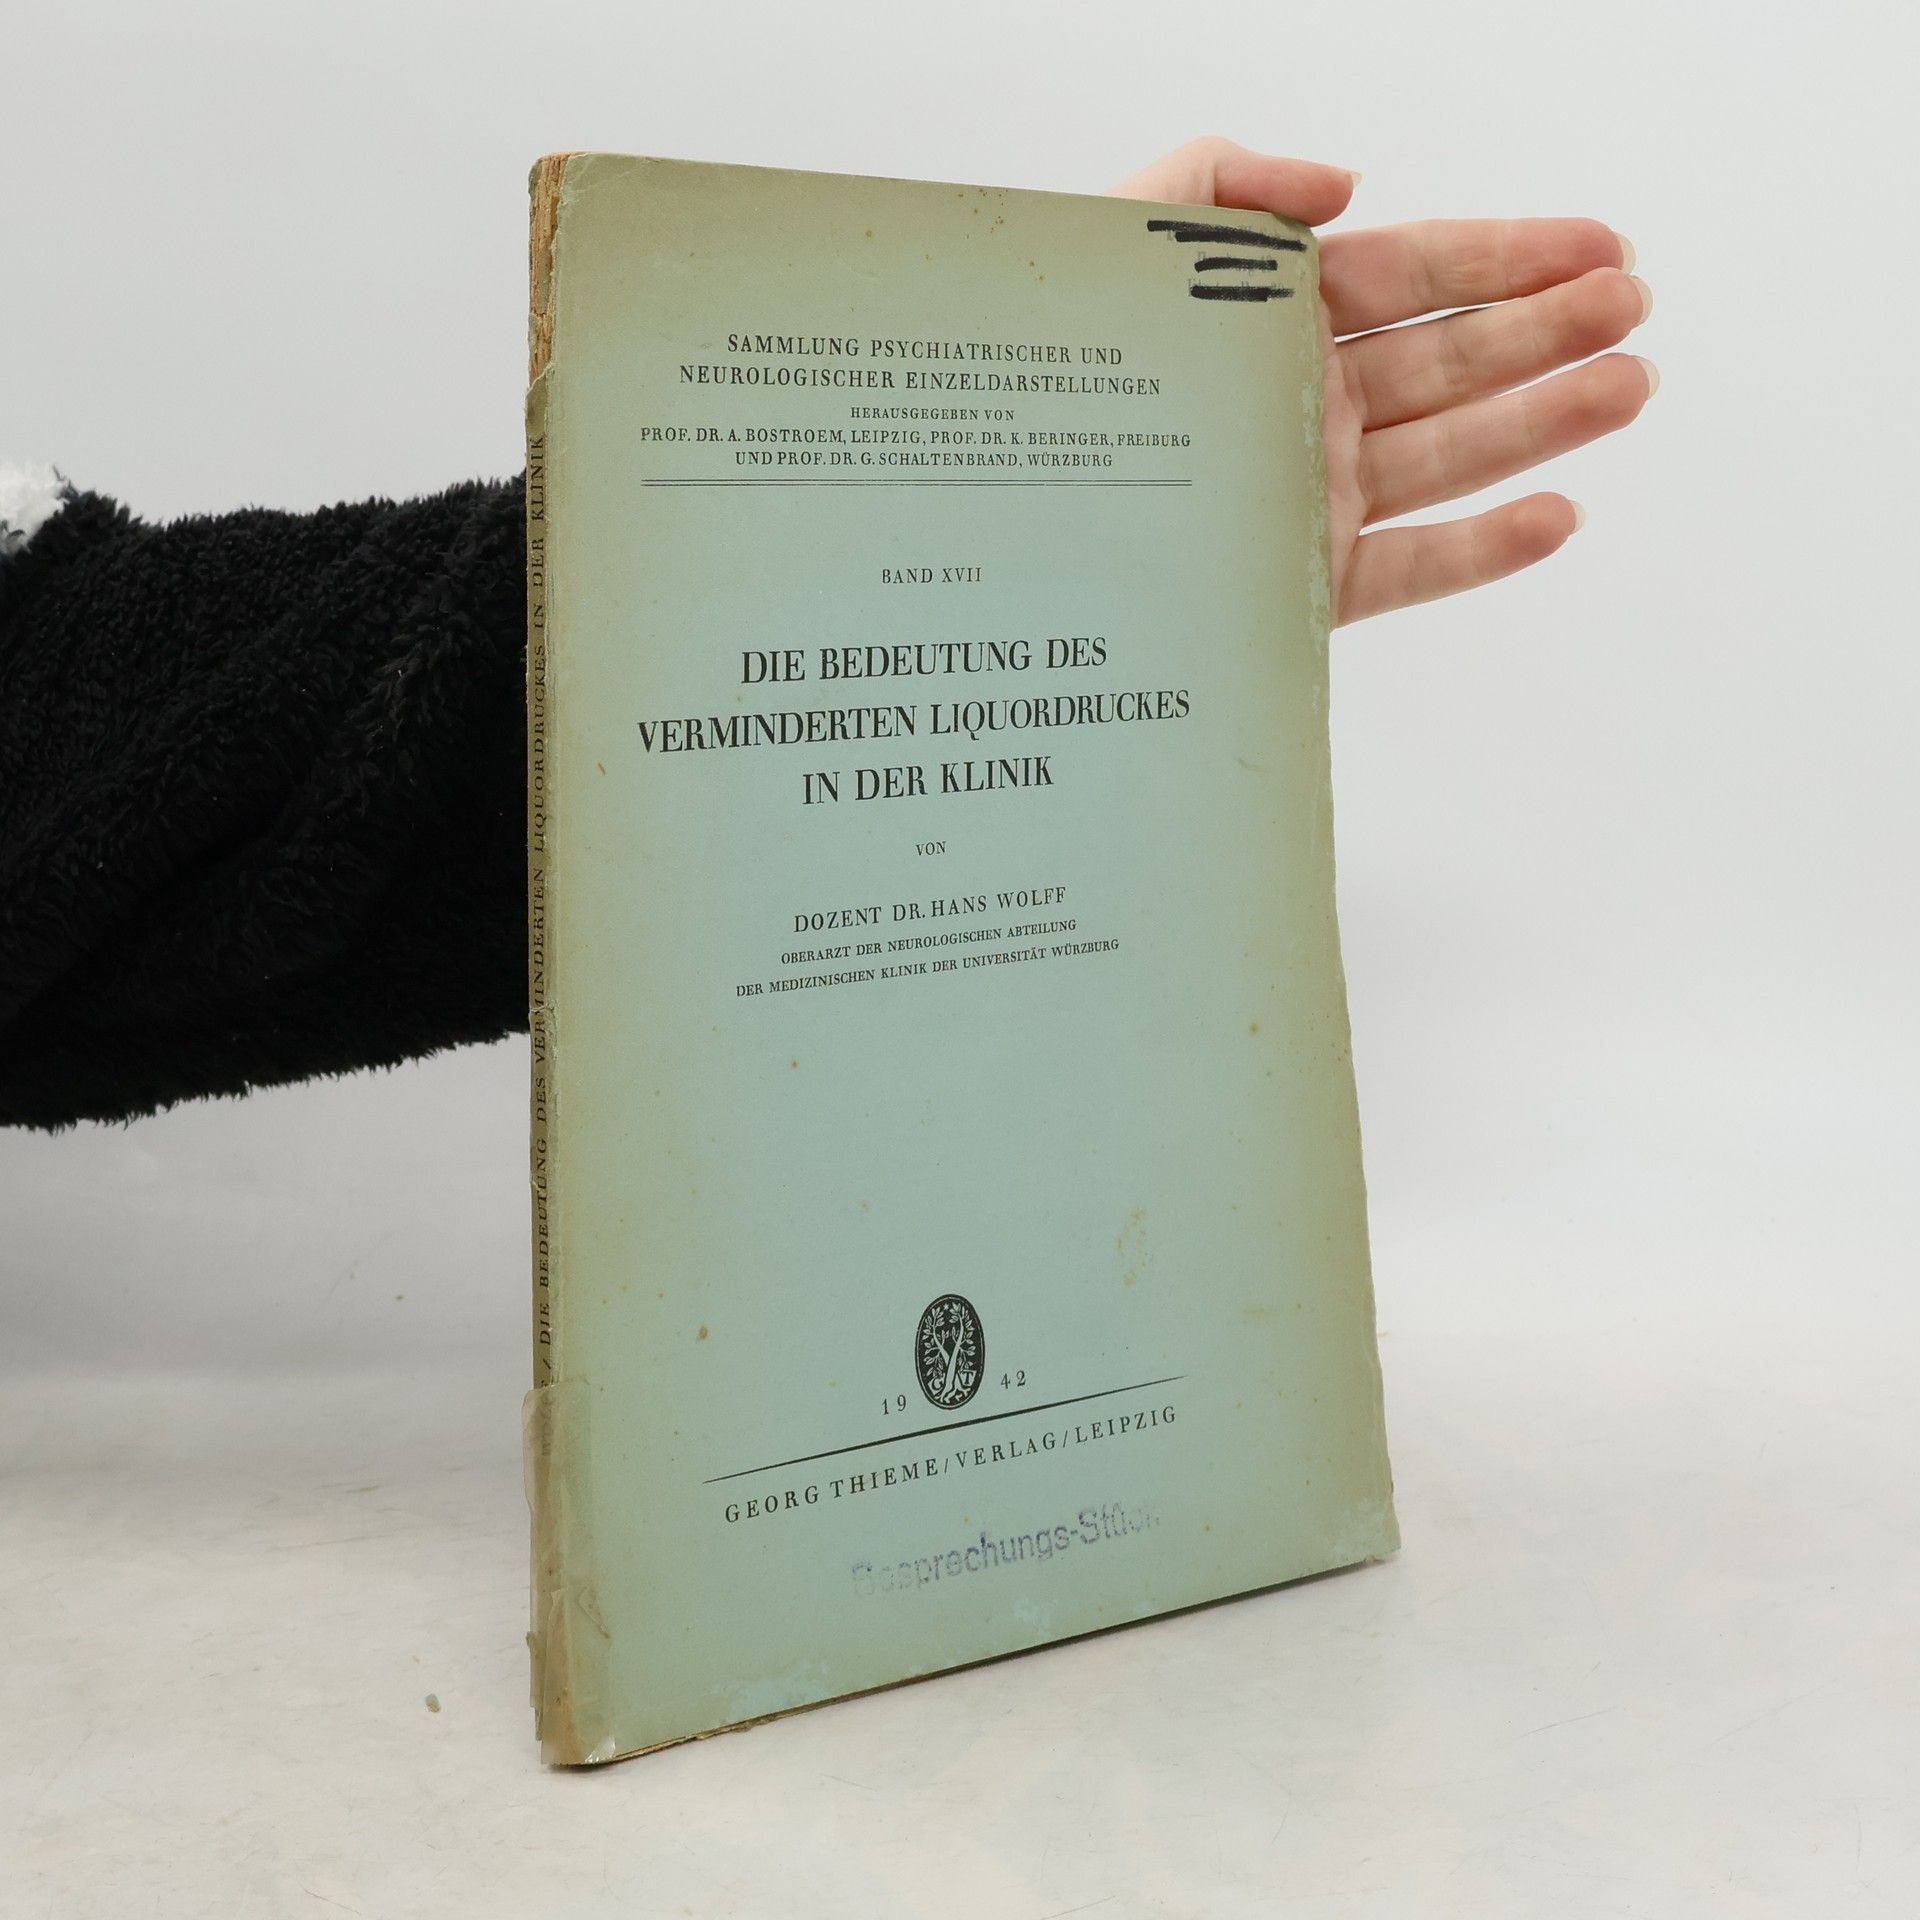 SAMMLUNG PSYCHIATRISCHER UND
NEUROLOGISCHER EINZELDARSTELLUNGEN
HERAUSGEGEBEN VON
PROF. DR. A. BOSTROEM, LEIPZIG, PROF. DR. K. BERINGER, FREIBURG
UND PROF. DR. G. SCHALTENBRAND, WÜRZBURG
BAND XVII
DIE BEDEUTUNG DES
VERMINDERTEN LIQUORDRUCKES
IN DER KLINIK
VON
DOZENT DR. HANS WOLFF
OBERARZT DER NEUROLOGISCHEN ABTEILUNG
DER MEDIZINISCHEN KLINIK DER UNIVERSITÄT WÜRZBURG
G T
19 42
GEORG THIEME/VERLAG/LEIPZIG
Besprechungs-Stück
/ DIE BEDEUTUNG DES VERMINDERTEN LIQUORDRUCKES IN DER KLINIK